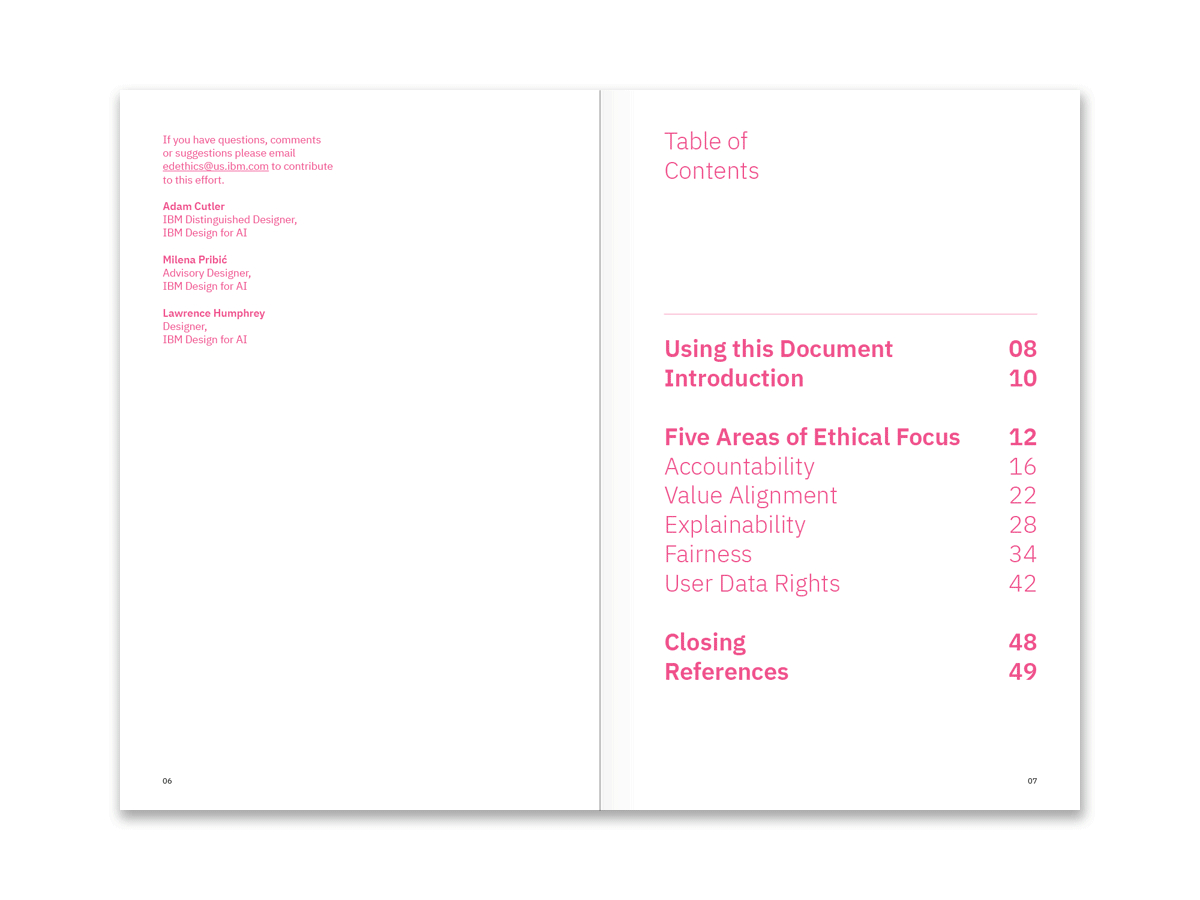 If you have questions, comments
or suggestions please email
edethics@us.ibm.com to contribute
to this effort.
Adam Cutler
IBM Distinguished Designer,
IBM Design for AI
Milena Pribić
Advisory Designer,
IBM Design for AI
Lawrence Humphrey
Designer,
IBM Design for AI
06
Table of
Contents
Using this Document 08
Introduction 10
Five Areas of Ethical Focus 12
Accountability 16
Value Alignment 22
Explainability 28
Fairness 34
User Data Rights 42
Closing 48
References 49
07